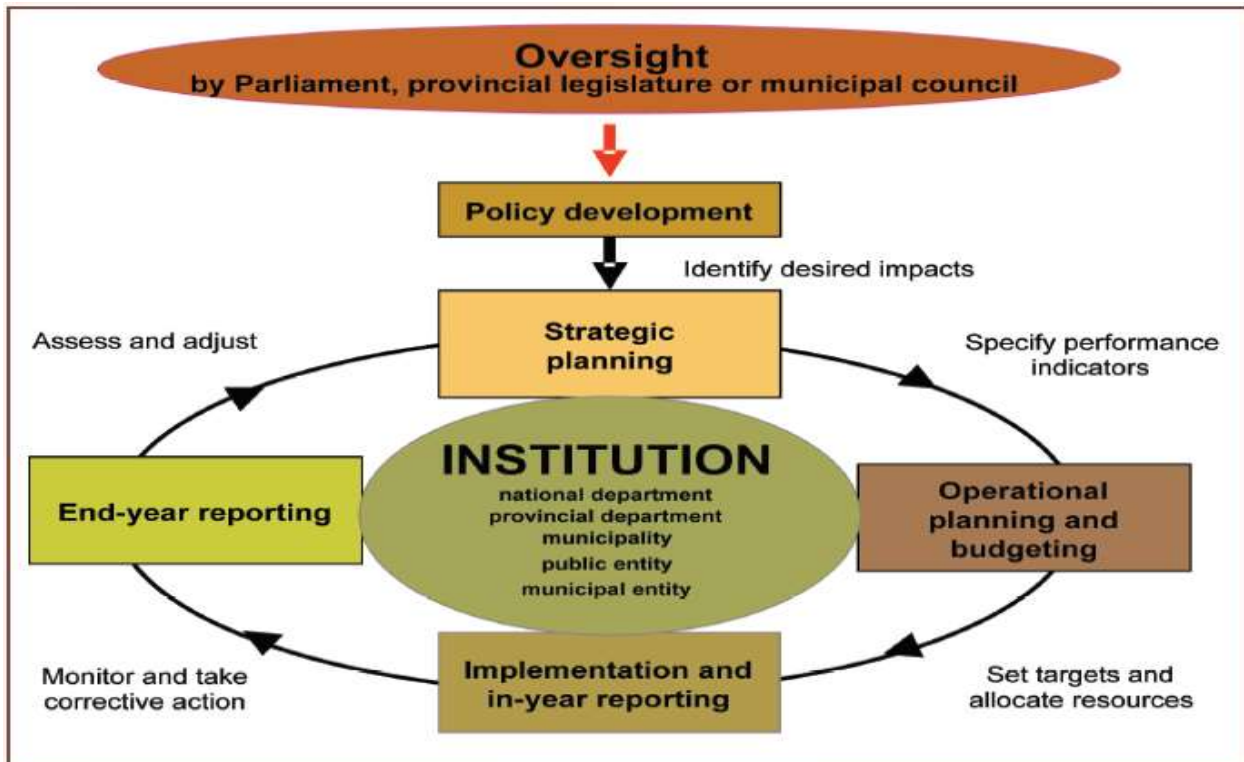 Oversight
by Parliament, provincial legislature or municipal council
Policy development
Identify desired impacts
Strategic
planning
Assess and adjust
Specify performance
indicators
INSTITUTION
national department
provincial department
municipality
public entity
municipal entity
End-year reporting
Operational
planning and
budgeting
Implementation and
in-year reporting
Monitor and take
corrective action
Set targets and
allocate resources